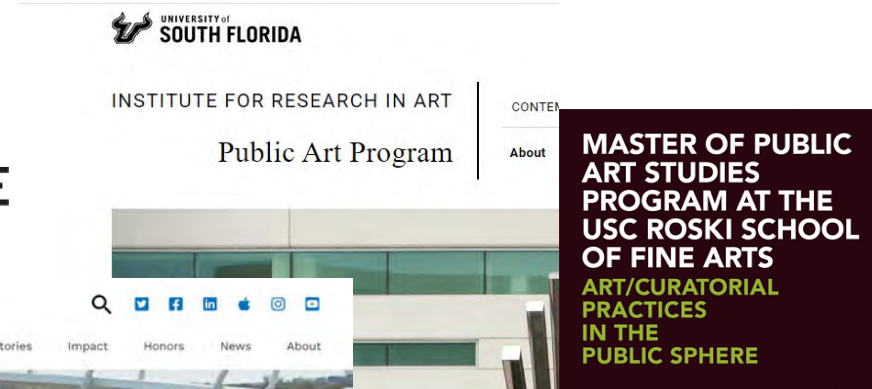 UNIVERSITY of
SOUTH FLORIDA
INSTITUTE FOR RESEARCH IN ART
Public Art Program
About
MASTER OF PUBLIC
ART STUDIES
PROGRAM AT THE
USC ROSKI SCHOOL
OF FINE ARTS
ART/CURATORIAL
PRACTICES
IN THE
PUBLIC SPHERE
Impact Honors News About